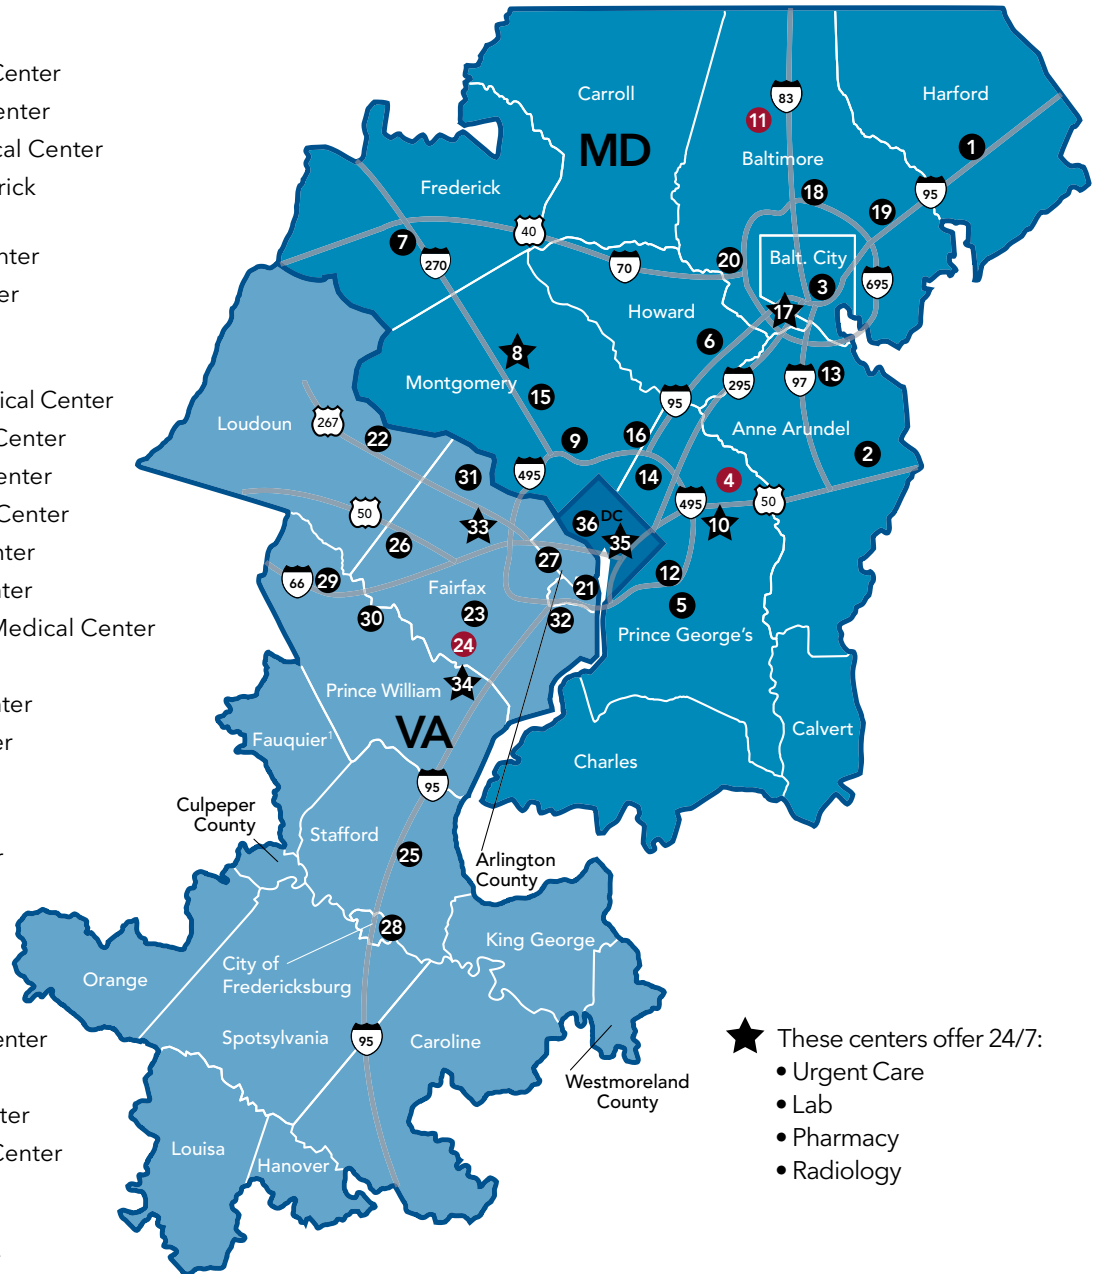 Center
Center
cal Center
rick
nter
er
ical Center
Center
enter
Center
nter
ter
Medical Center
ter
er
r
enter
ter
Center
Carroll
83
Harford
11
MD
1
Baltimore
Frederick
18
95
19
40
7
20
Balt. City
270
70
695
3
Howard
17
6
8
Montgomery
13
97
295
15
95
Loudoun
267
22
16
Anne Arundel
9
2
31
495
14
4
50
33
36
DC
495
10
50
35
26
27
12
66
29
Fairfax
21
5
30
23
32
Prince George's
24
Prince William
34
VA
Fauquier¹
Calvert
Charles
95
Culpeper
County
Stafford
25
Arlington
County
28
King George
City of
Fredericksburg
Orange
Spotsylvania
95
Caroline
Westmoreland
County
Louisa
Hanover
These centers offer 24/7:
• Urgent Care
• Lab
• Pharmacy
• Radiology